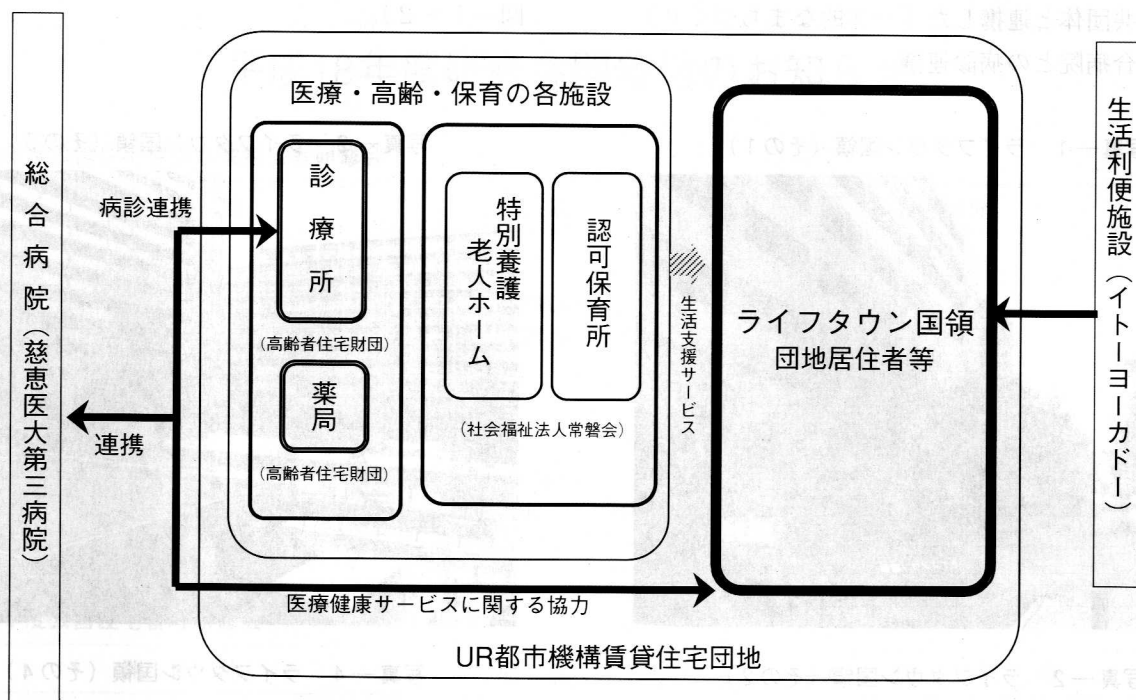 総合病院（慈恵医大第三病院）
病診連携
連携
医療・高齢・保育の各施設
診療所
（高齢者住宅財団）
薬局
（高齢者住宅財団）
特別養護
老人ホーム
認可保育所
（社会福祉法人常磐会）
生活支援サービス
ライフタウン国領
団地居住者等
生活利便施設（イトーヨーカドー）
医療健康サービスに関する協力
UR都市機構賃貸住宅団地